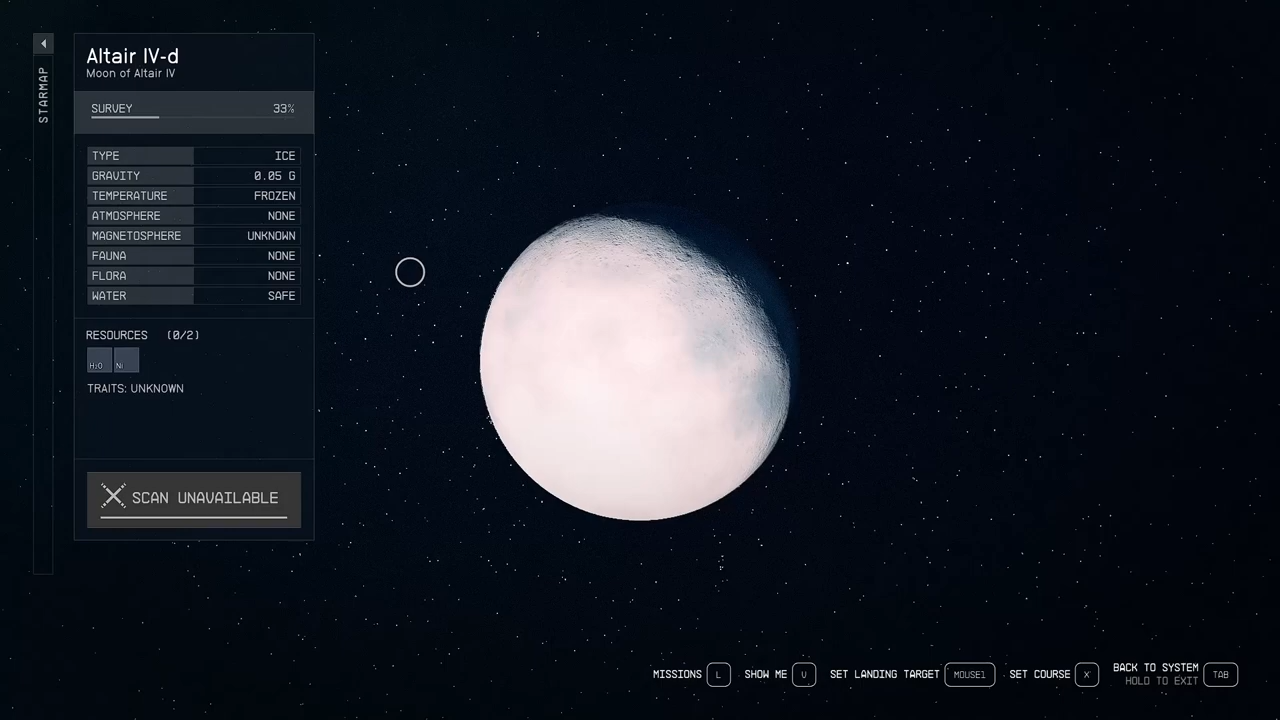 Altair IV-d
Moon of Altair IV
STARMAP
SURVEY 33%
TYPE ICE
GRAVITY 0.05 G
TEMPERATURE FROZEN
ATMOSPHERE NONE
MAGNETOSPHERE UNKNOWN
FAUNA NONE
FLORA NONE
WATER SAFE
RESOURCES (0/2)
H₂O Ni
TRAITS: UNKNOWN
SCAN UNAVAILABLE
MISSIONS L SHOW ME V SET LANDING TARGET MOUSE1 SET COURSE X BACK TO SYSTEM TAB
HOLD TO EXIT